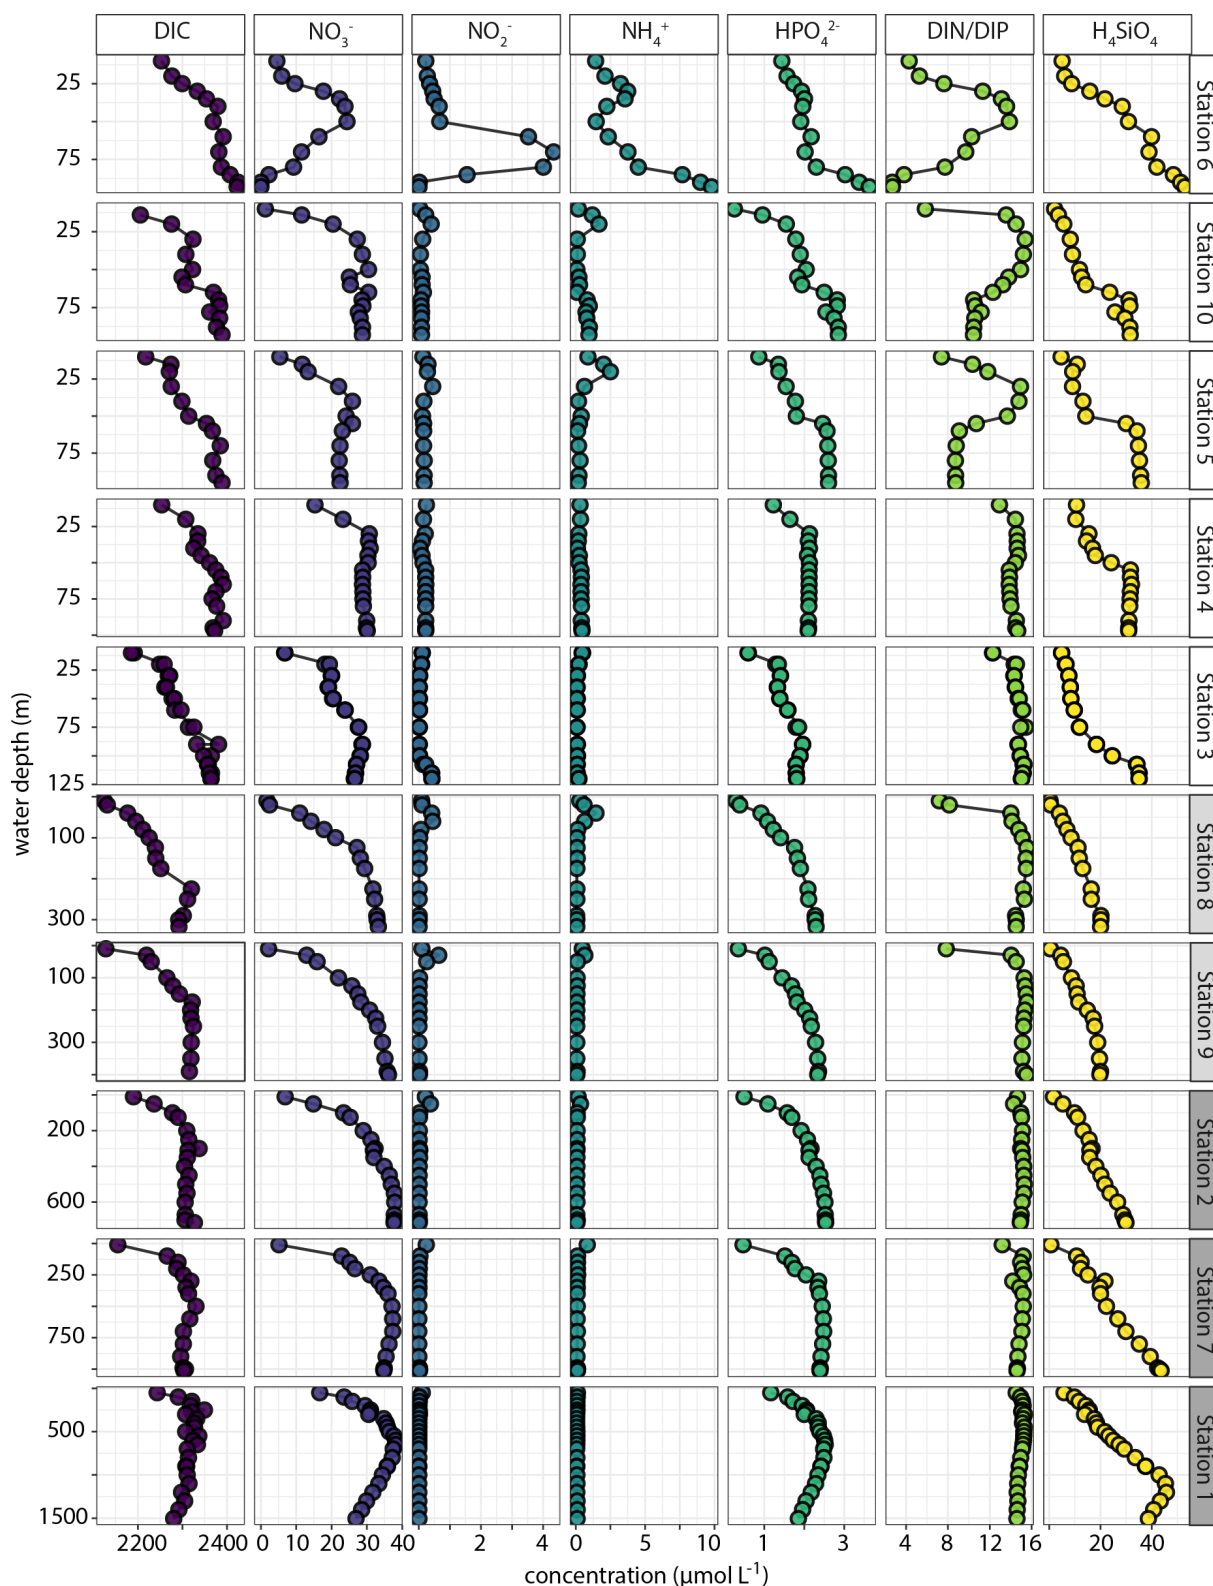 DIC NO₃⁻ NO₂⁻ NH₄⁺ HPO₄²⁻ DIN/DIP H₄SiO₄
25
75
Station 6
25
75
Station 10
25
75
Station 5
25
75
Station 4
25
75
125
Station 3
100
300
Station 8
100
300
Station 9
200
600
Station 2
250
750
Station 7
500
1500
Station 1
water depth (m)
2200 2400 0 10 20 30 40 0 2 4 0 5 10 1 3 4 8 12 16 0 20 40
concentration (μmol L⁻¹)